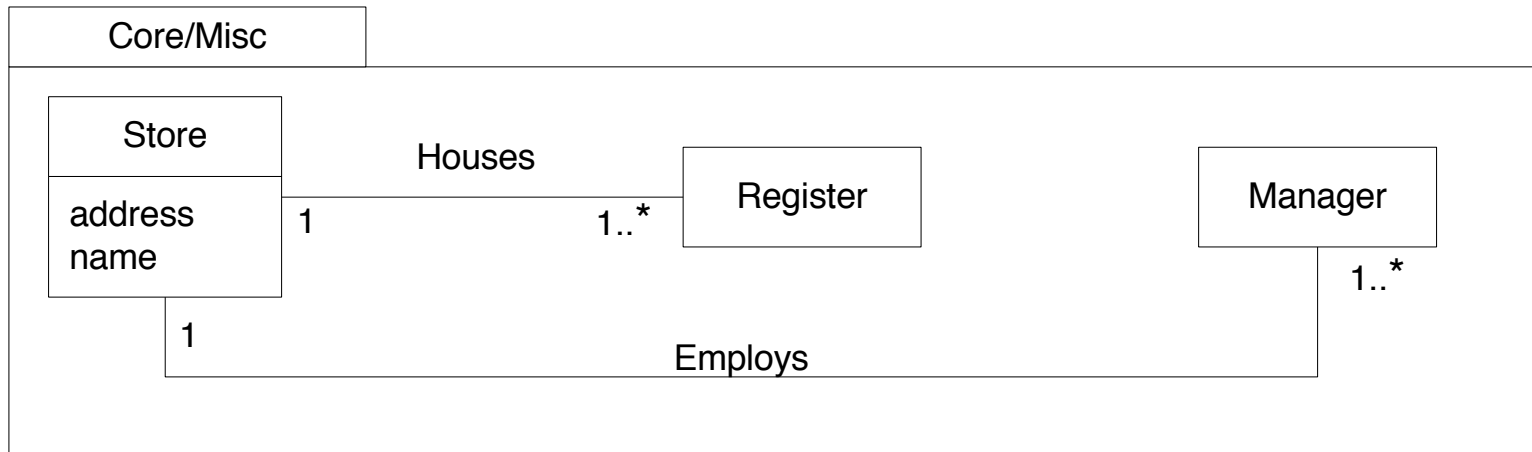 Core/Misc
Store
address
name
Houses
1
1..*
Register
Manager
1..*
1
Employs